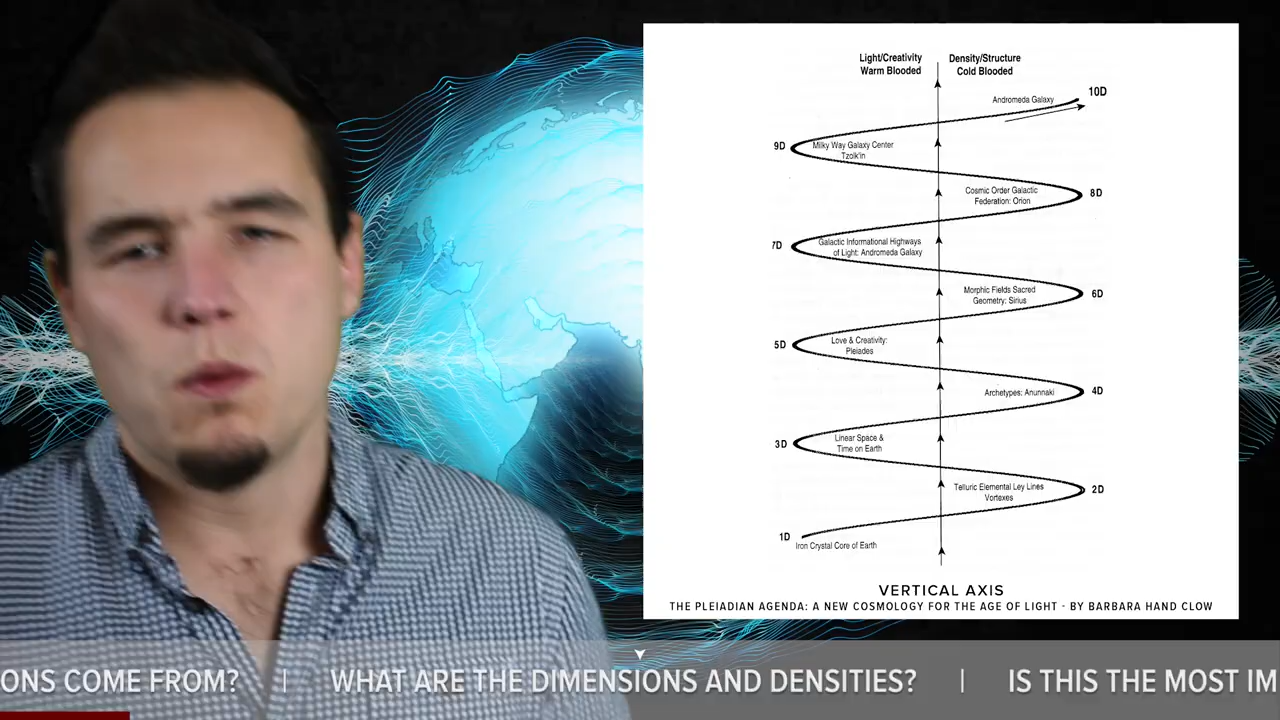 Light/Creativity
Warm Blooded
Density/Structure
Cold Blooded
10D
Andromeda Galaxy
9D
Milky Way Galaxy Center
Tzolk'in
8D
Cosmic Order Galactic
Federation: Orion
7D
Galactic Informational Highways
of Light: Andromeda Galaxy
6D
Morphic Fields Sacred
Geometry: Sirius
5D
Love & Creativity:
Pleiades
4D
Archetypes: Anunnaki
3D
Linear Space &
Time on Earth
2D
Telluric Elemental Ley Lines
Vortexes
1D
Iron Crystal Core of Earth
VERTICAL AXIS
THE PLEIADIAN AGENDA: A NEW COSMOLOGY FOR THE AGE OF LIGHT - BY BARBARA HAND CLOW
ONS COME FROM? | WHAT ARE THE DIMENSIONS AND DENSITIES? | IS THIS THE MOST IM